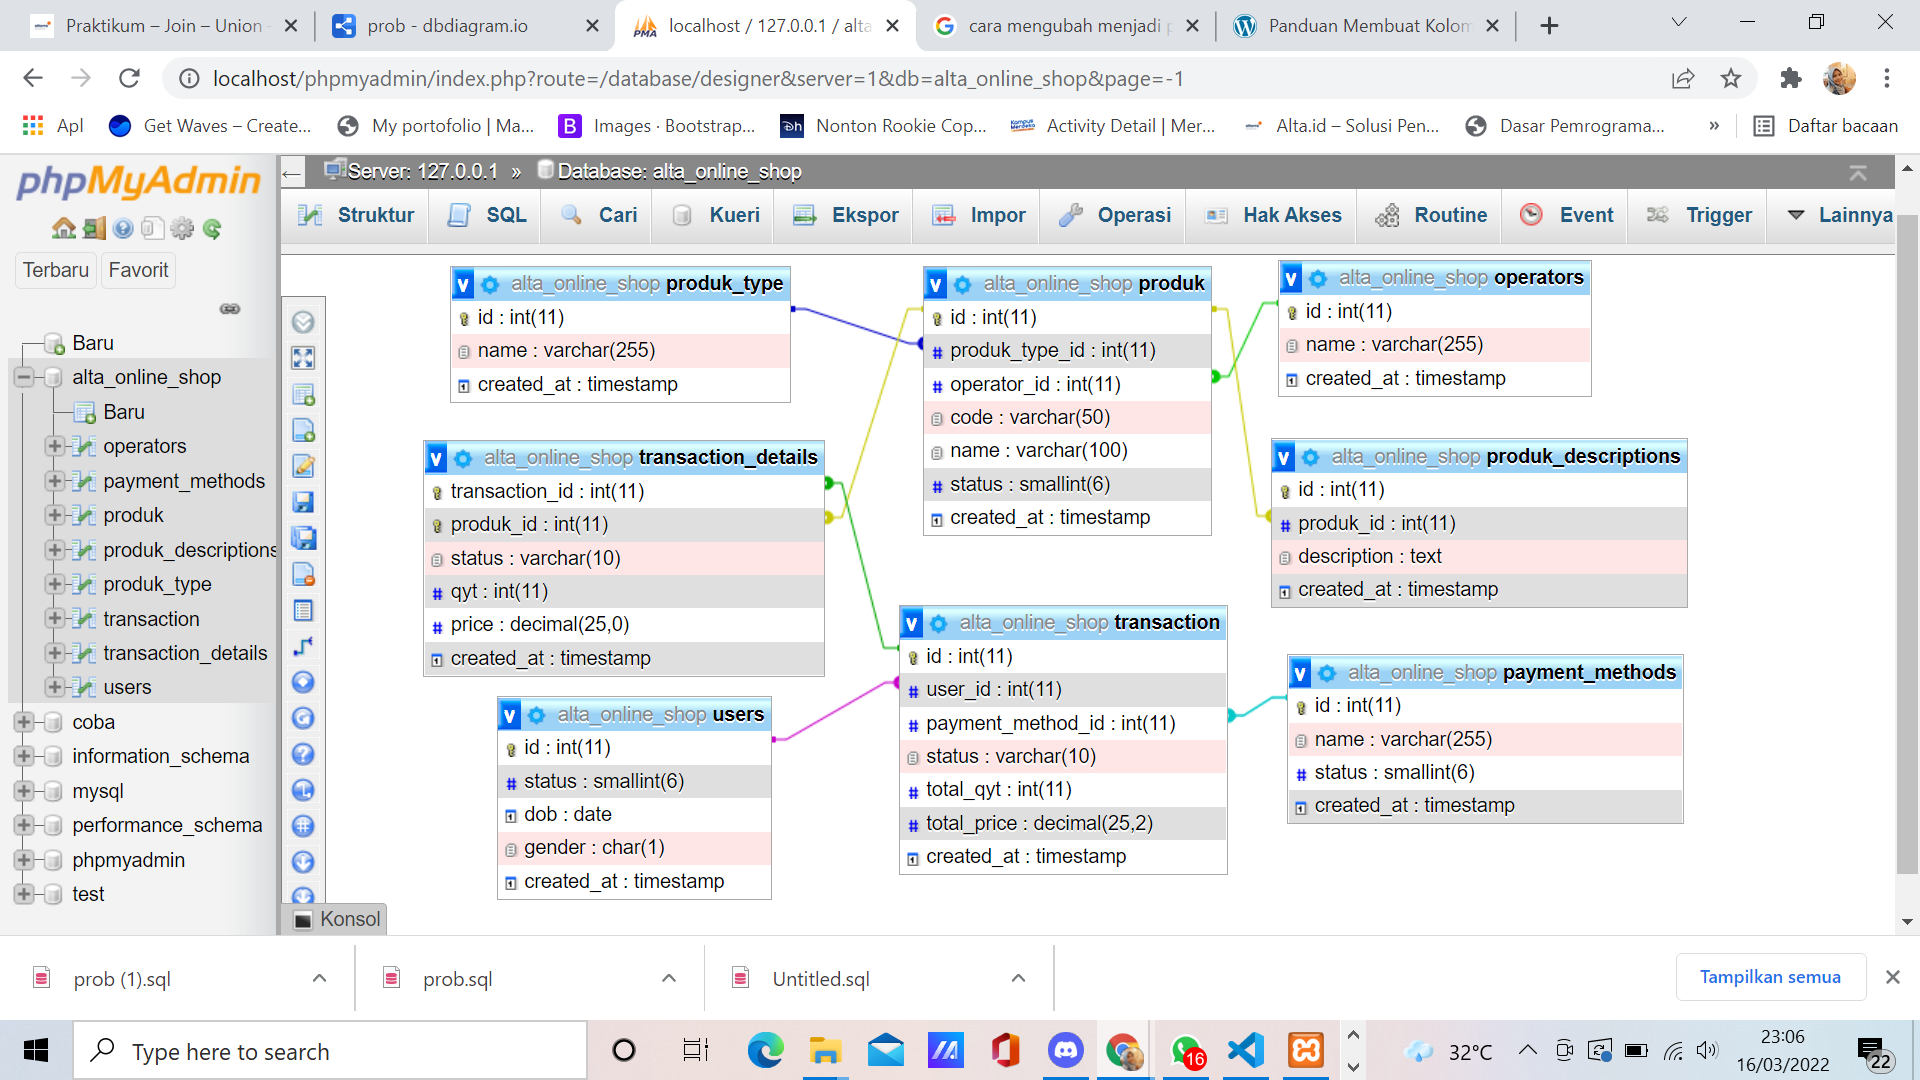 Praktikum – Join – Union -
prob - dbdiagram.io
localhost / 127.0.0.1 / alta
cara mengubah menjadi p
Panduan Membuat Kolom
localhost/phpmyadmin/index.php?route=/database/designer&server=1&db=alta_online_shop&page=-1
Apl
Get Waves – Create...
My portofolio | Ma...
Images · Bootstrap...
Nonton Rookie Cop...
Activity Detail | Mer...
Alta.id – Solusi Pen...
Dasar Pemrograma...
»
Daftar bacaan
phpMyAdmin
Terbaru
Favorit
Baru
alta_online_shop
Baru
operators
payment_methods
produk
produk_descriptions
produk_type
transaction
transaction_details
users
coba
information_schema
mysql
performance_schema
phpmyadmin
test
Server: 127.0.0.1 » Database: alta_online_shop
Struktur
SQL
Cari
Kueri
Ekspor
Impor
Operasi
Hak Akses
Routine
Event
Trigger
Lainnya
v alta_online_shop produk_type
id : int(11)
name : varchar(255)
created_at : timestamp
v alta_online_shop produk
id : int(11)
produk_type_id : int(11)
operator_id : int(11)
code : varchar(50)
name : varchar(100)
status : smallint(6)
created_at : timestamp
v alta_online_shop operators
id : int(11)
name : varchar(255)
created_at : timestamp
v alta_online_shop transaction_details
transaction_id : int(11)
produk_id : int(11)
status : varchar(10)
qyt : int(11)
price : decimal(25,0)
created_at : timestamp
v alta_online_shop produk_descriptions
id : int(11)
produk_id : int(11)
description : text
created_at : timestamp
v alta_online_shop transaction
id : int(11)
user_id : int(11)
payment_method_id : int(11)
status : varchar(10)
total_qyt : int(11)
total_price : decimal(25,2)
created_at : timestamp
v alta_online_shop payment_methods
id : int(11)
name : varchar(255)
status : smallint(6)
created_at : timestamp
v alta_online_shop users
id : int(11)
status : smallint(6)
dob : date
gender : char(1)
created_at : timestamp
Konsol
prob (1).sql
prob.sql
Untitled.sql
Tampilkan semua
Type here to search
16
32°C
23:06
16/03/2022
22